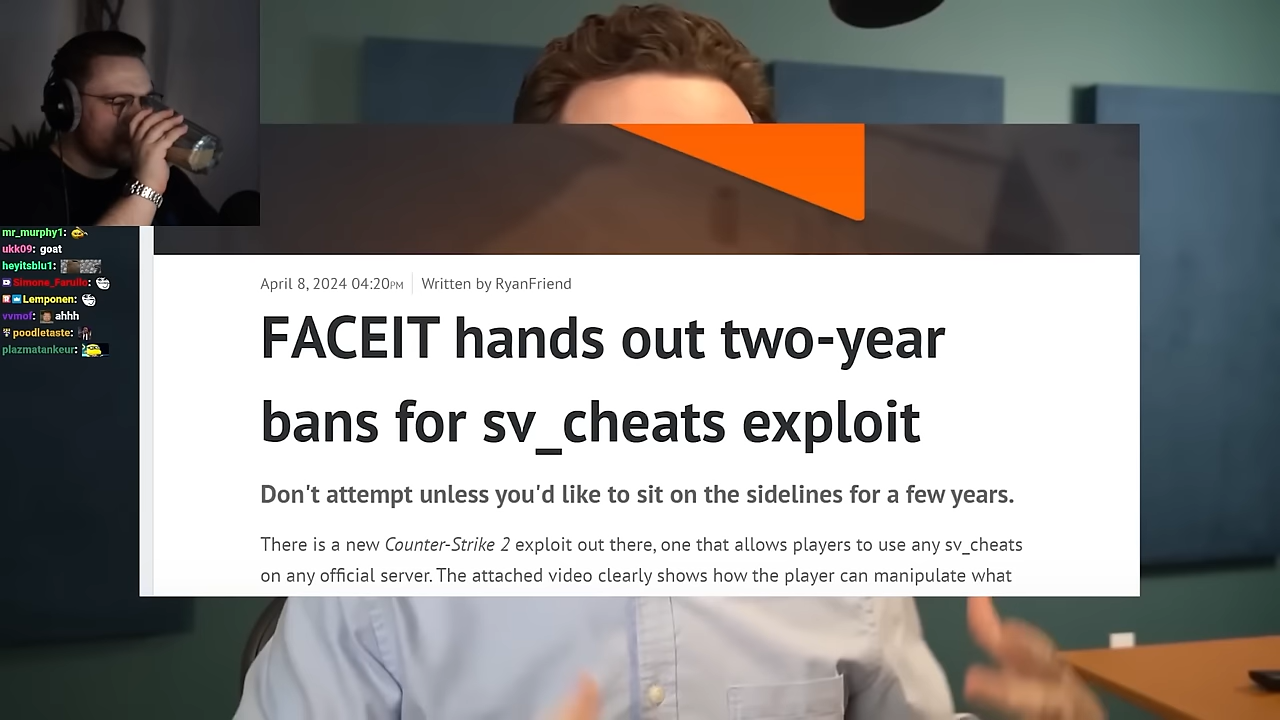 mr_murphy1:
ukk09: goat
heyitsblu1:
Simone_Farullo:
Lemponen:
vvmof: ahhh
poodletaste:
plazmatankeur:
April 8, 2024 04:20PM Written by RyanFriend
FACEIT hands out two-year
bans for sv_cheats exploit
Don't attempt unless you'd like to sit on the sidelines for a few years.
There is a new Counter-Strike 2 exploit out there, one that allows players to use any sv_cheats
on any official server. The attached video clearly shows how the player can manipulate what